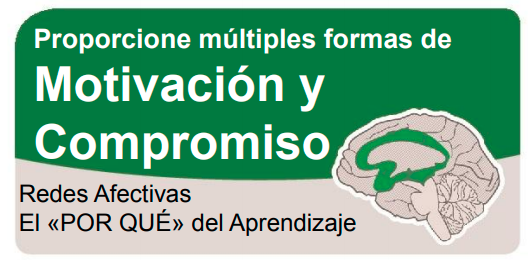 Proporcione múltiples formas de
Motivación y
Compromiso
Redes Afectivas
El «POR QUÉ» del Aprendizaje